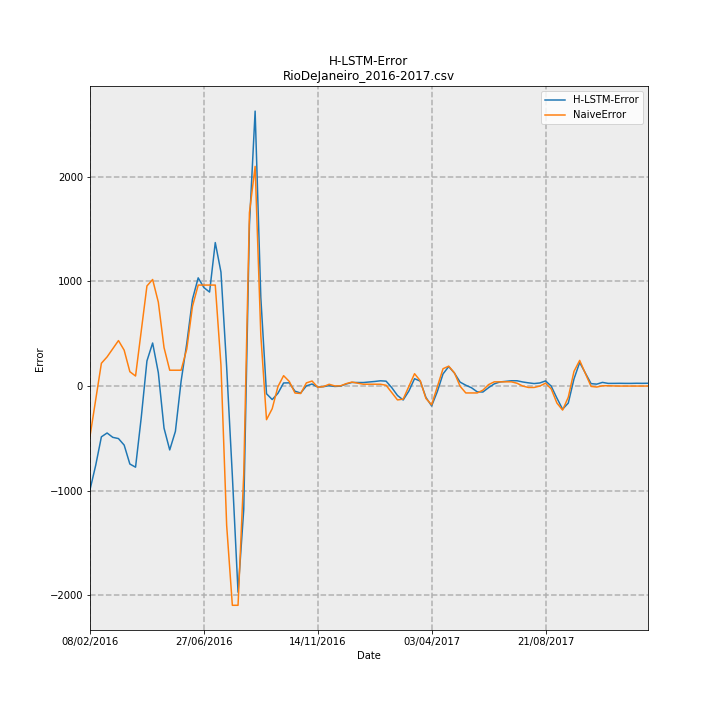 H-LSTM-Error
RioDeJaneiro_2016-2017.csv
H-LSTM-Error
NaiveError
2000
1000
0
−1000
−2000
Error
08/02/2016
27/06/2016
14/11/2016
03/04/2017
21/08/2017
Date